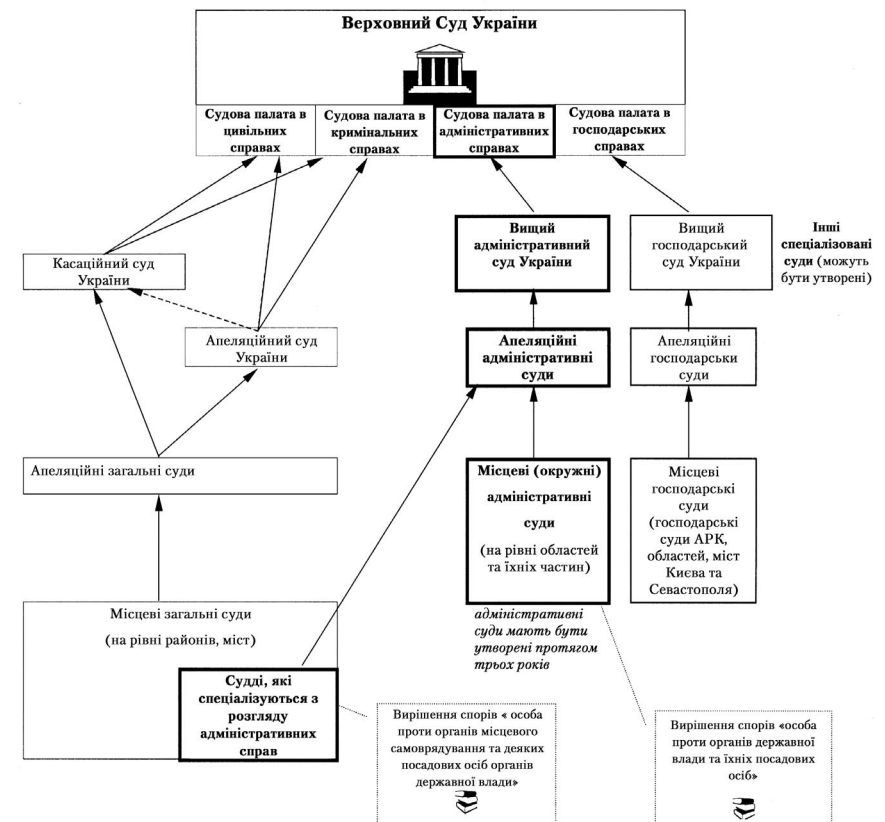 Верховний Суд України
Судова палата в
цивільних
справах
Судова палата в
кримінальних
справах
Судова палата в
адміністративних
справах
Судова палата в
господарських
справах
Касаційний суд
України
Апеляційний суд
України
Вищий
адміністративний
суд України
Вищий
господарський
суд України
Інші
спеціалізовані
суди (можуть
бути утворені)
Апеляційні
адміністративні
суди
Апеляційні
господарськи
суди
Апеляційні загальні суди
Місцеві (окружні)
адміністративні
суди
(на рівні областей
та їхніх частин)
Місцеві
господарські
суди
(господарські
суди АРК,
областей, міст
Києва та
Севастополя)
адміністративні
суди мають бути
утворені протягом
трьох років
Місцеві загальні суди
(на рівні районів, міст)
Судді, які
спеціалізуються з
розгляду
адміністративних
справ
Вирішення спорів « особа
проти органів місцевого
самоврядування та деяких
посадових осіб органів
державної влади»
Вирішення спорів «особа
проти органів державної
влади та їхніх посадових
осіб»